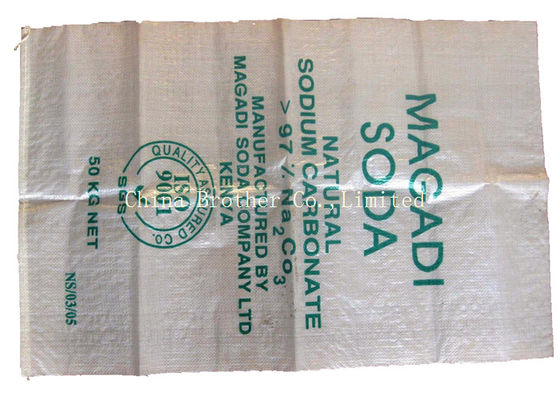 MAGADI
SODA
NATURAL
SODIUM CARBONATE
> 97 % Na2Co3
MANUFACTURED BY
MAGADI SODA COMPANY LTD
KENYA
QUALITY ASSURED CO.
ISO
9001
SGS
50 KG NET
NS/03/05
China Brother Co.,Limited